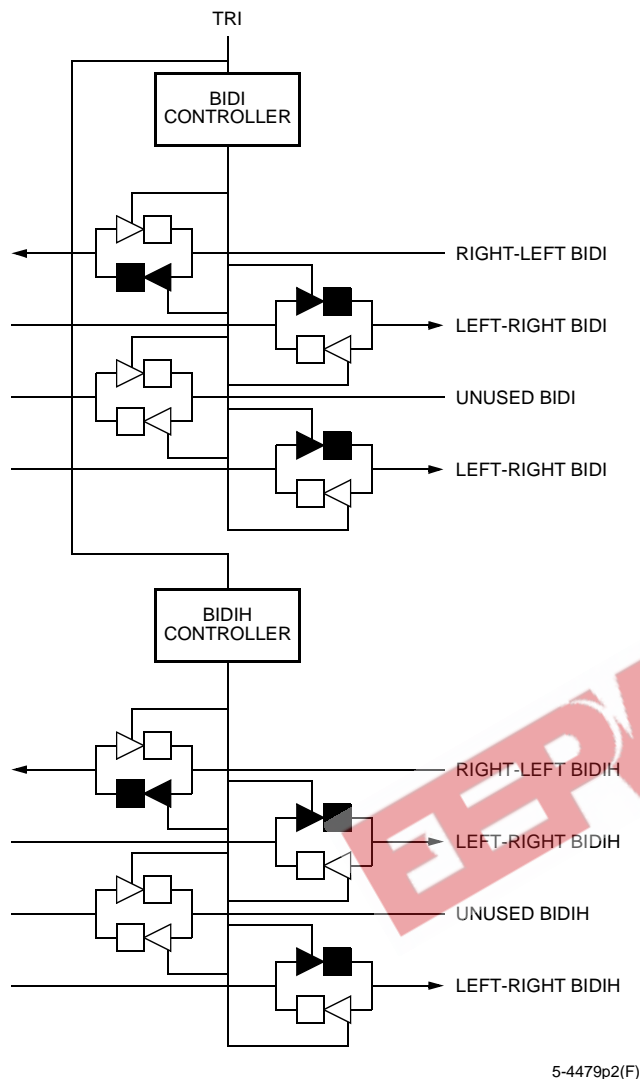 TRI
BIDI
CONTROLLER
RIGHT-LEFT BIDI
LEFT-RIGHT BIDI
UNUSED BIDI
LEFT-RIGHT BIDI
BIDIH
CONTROLLER
RIGHT-LEFT BIDIH
LEFT-RIGHT BIDIH
UNUSED BIDIH
LEFT-RIGHT BIDIH
5-4479p2(F)